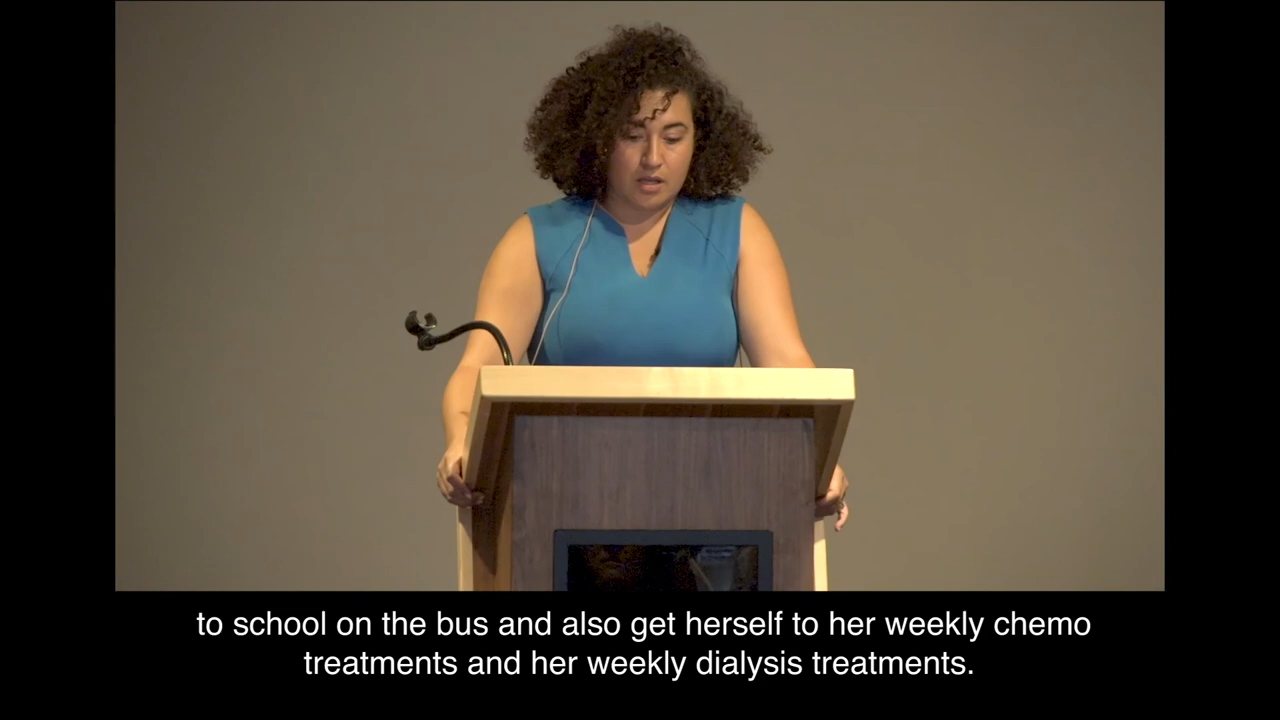 to school on the bus and also get herself to her weekly chemo
treatments and her weekly dialysis treatments.